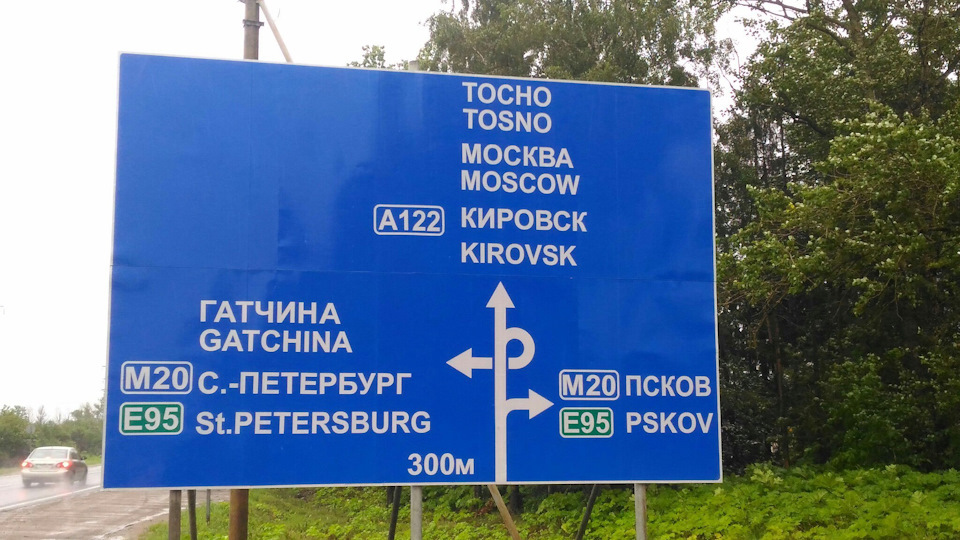 ТОСНО
TOSNO
МОСКВА
MOSCOW
A122 КИРОВСК
KIROVSK
ГАТЧИНА
GATCHINA
M20 С.-ПЕТЕРБУРГ
E95 St.PETERSBURG
M20 ПСКОВ
E95 PSKOV
300м